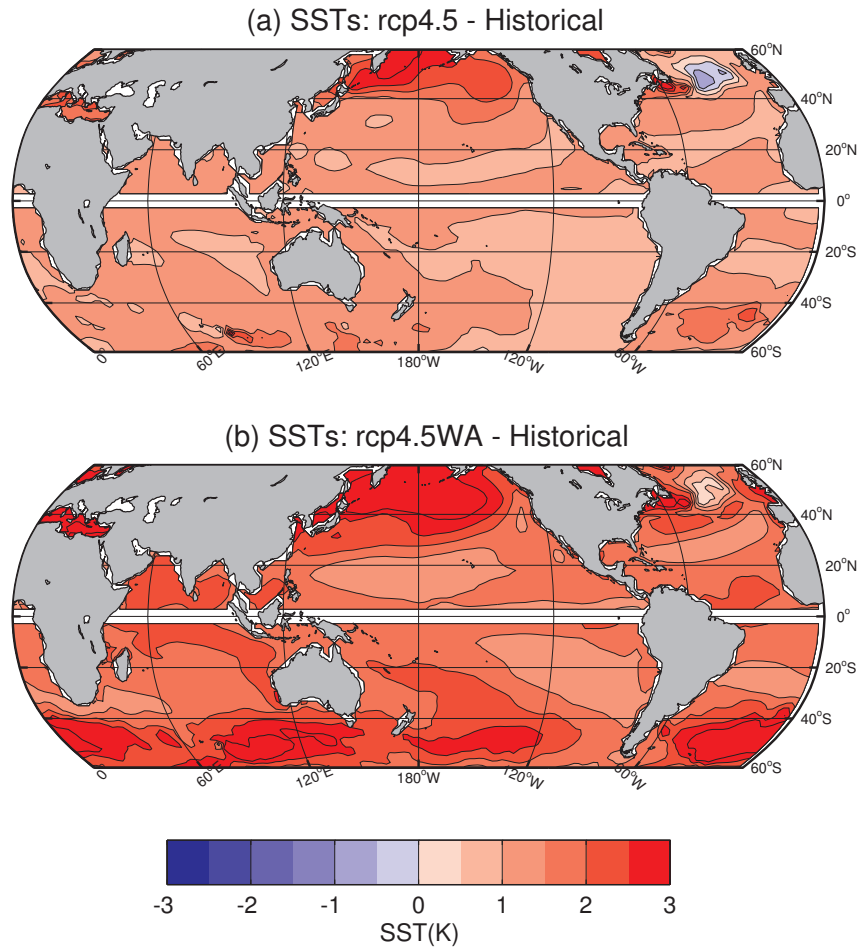 (a) SSTs: rcp4.5 - Historical
60°N
40°N
20°N
0°
20°S
40°S
60°S
0° 60°E 120°E 180°W 120°W 60°W
(b) SSTs: rcp4.5WA - Historical
60°N
40°N
20°N
0°
20°S
40°S
60°S
0° 60°E 120°E 180°W 120°W 60°W
-3 -2 -1 0 1 2 3
SST(K)